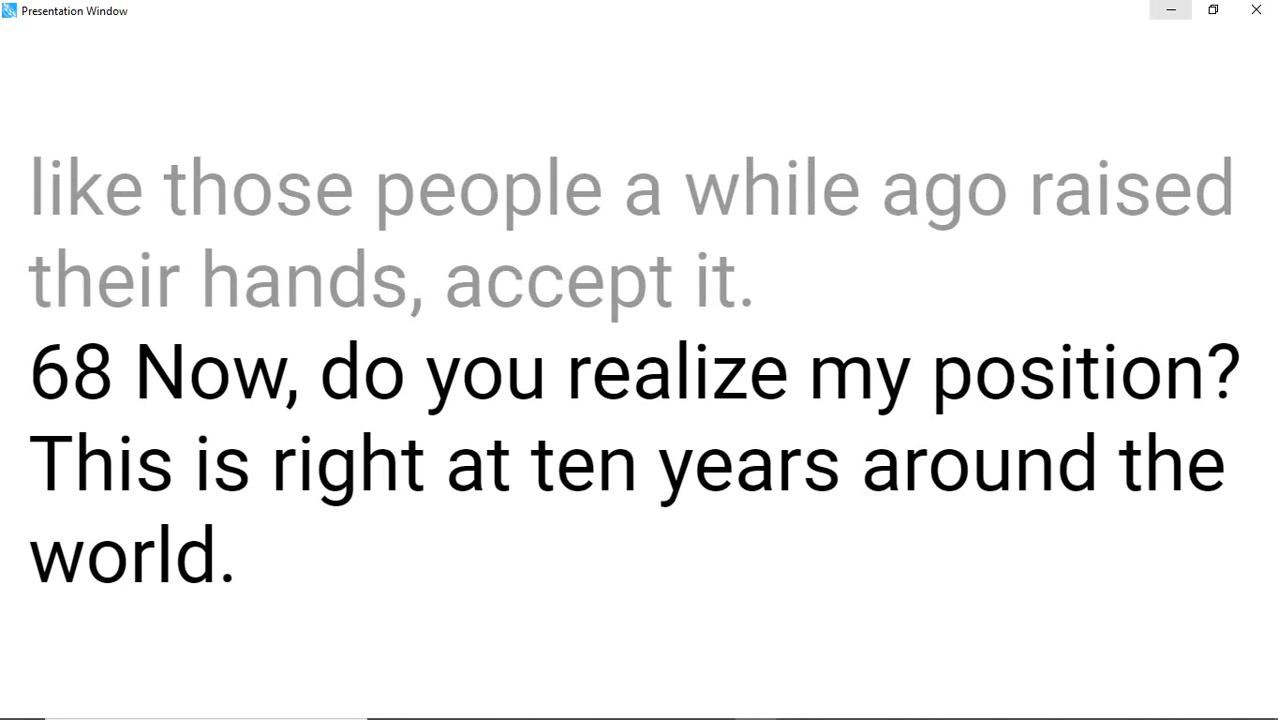 Presentation Window
like those people a while ago raised
their hands, accept it.
68 Now, do you realize my position?
This is right at ten years around the
world.